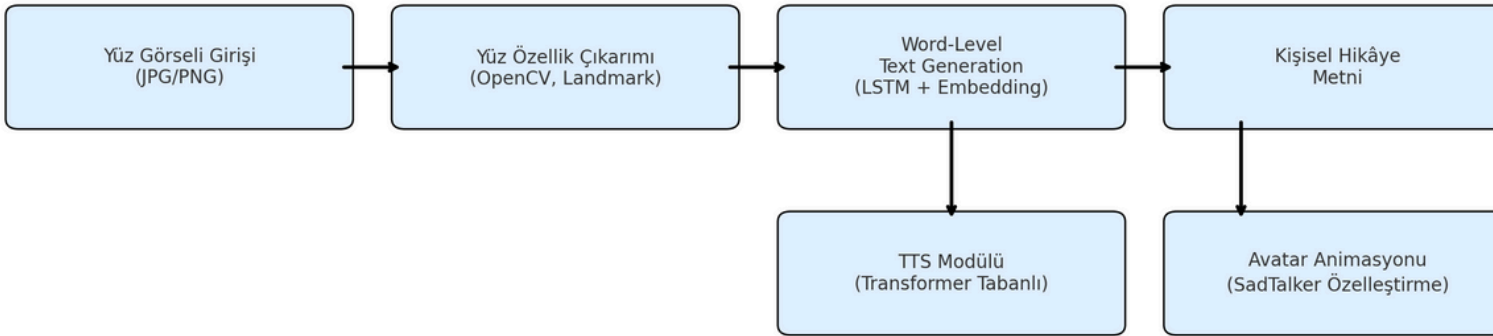 Yüz Görseli Girişi
(JPG/PNG)
Yüz Özellik Çıkarımı
(OpenCV, Landmark)
Word-Level
Text Generation
(LSTM + Embedding)
Kişisel Hikâye
Metni
TTS Modülü
(Transformer Tabanlı)
Avatar Animasyonu
(SadTalker Özelleştirme)